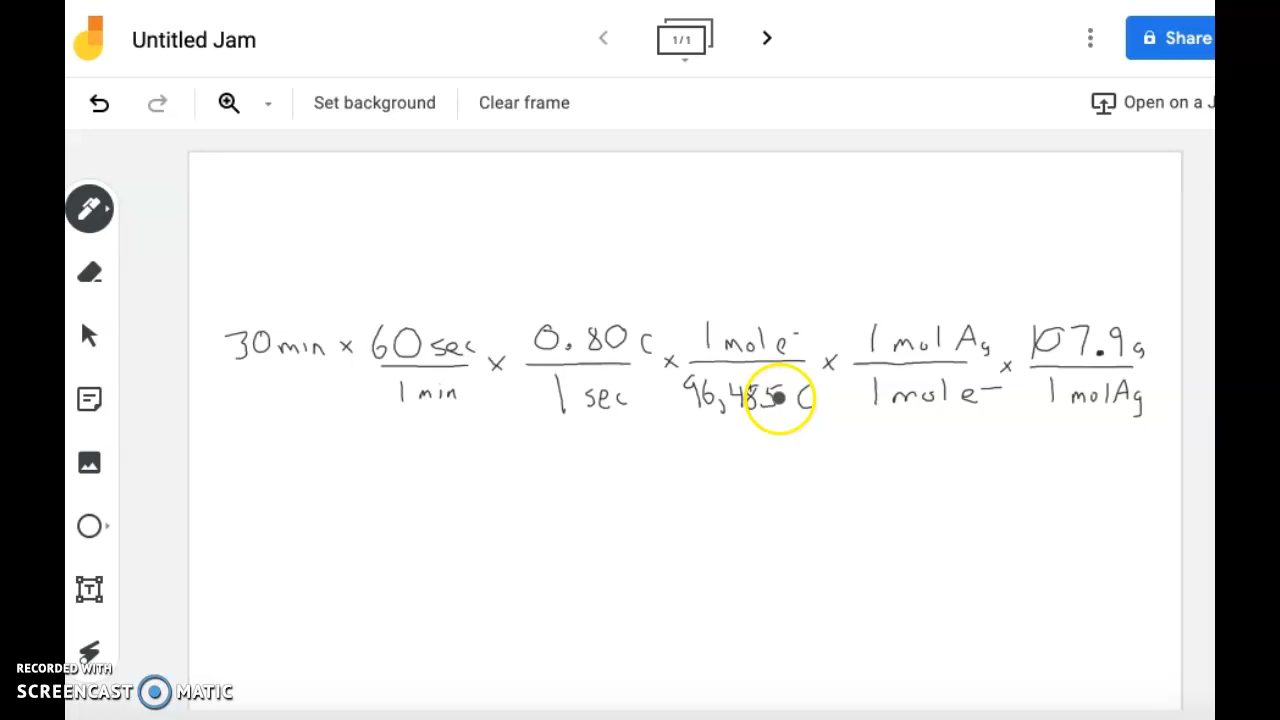 Untitled Jam
1/1
Share
Set background
Clear frame
Open on a J
30 min × 60 sec × 0.80 C × 1 mol e⁻ × 1 mol Ag × 107.9 g
1 min 1 sec 96,485 C 1 mol e⁻ 1 mol Ag
RECORDED WITH
SCREENCAST MATIC